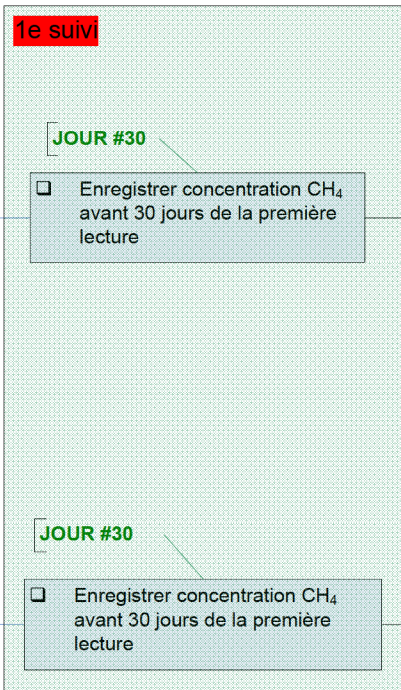 1e suivi
JOUR #30
❑ Enregistrer concentration CH₄
avant 30 jours de la première
lecture
JOUR #30
❑ Enregistrer concentration CH₄
avant 30 jours de la première
lecture